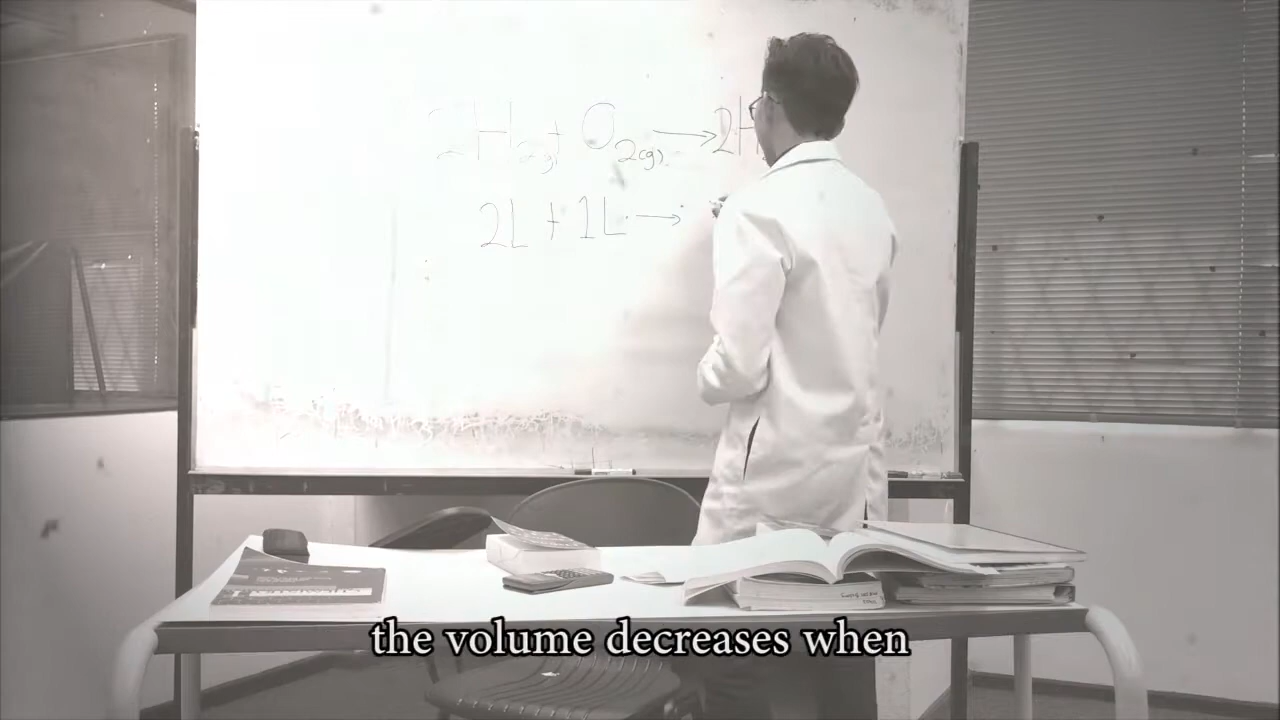 2H2(g) + O2(g) → 2H
2L + 1L →
the volume decreases when